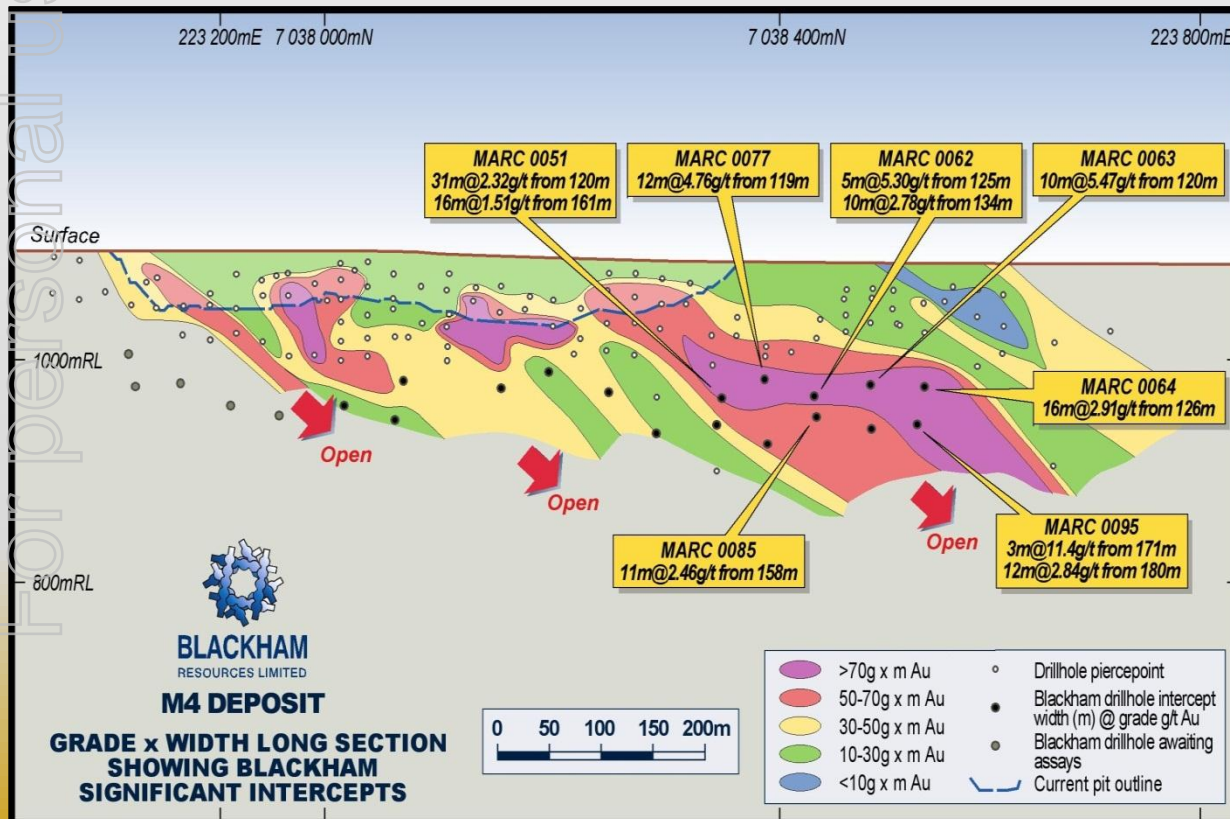 For personal us
223 200mE 7 038 000mN 7 038 400mN 223 800mE
MARC 0051
31m@2.32g/t from 120m
16m@1.51g/t from 161m
MARC 0077
12m@4.76g/t from 119m
MARC 0062
5m@5.30g/t from 125m
10m@2.78g/t from 134m
MARC 0063
10m@5.47g/t from 120m
Surface
1000mRL
MARC 0064
16m@2.91g/t from 126m
Open
Open
Open
MARC 0085
11m@2.46g/t from 158m
MARC 0095
3m@11.4g/t from 171m
12m@2.84g/t from 180m
800mRL
BLACKHAM
RESOURCES LIMITED
M4 DEPOSIT
GRADE x WIDTH LONG SECTION
SHOWING BLACKHAM
SIGNIFICANT INTERCEPTS
0 50 100 150 200m
>70g x m Au
50-70g x m Au
30-50g x m Au
10-30g x m Au
<10g x m Au
Drillhole piercepoint
Blackham drillhole intercept
width (m) @ grade g/t Au
Blackham drillhole awaiting
assays
Current pit outline